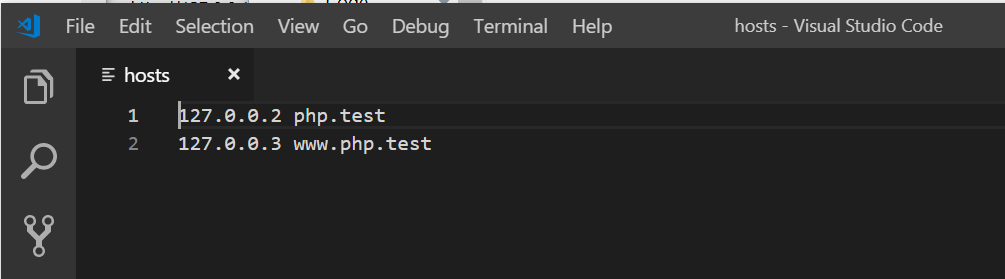 File Edit Selection View Go Debug Terminal Help hosts - Visual Studio Code
hosts ×
1 127.0.0.2 php.test
2 127.0.0.3 www.php.test